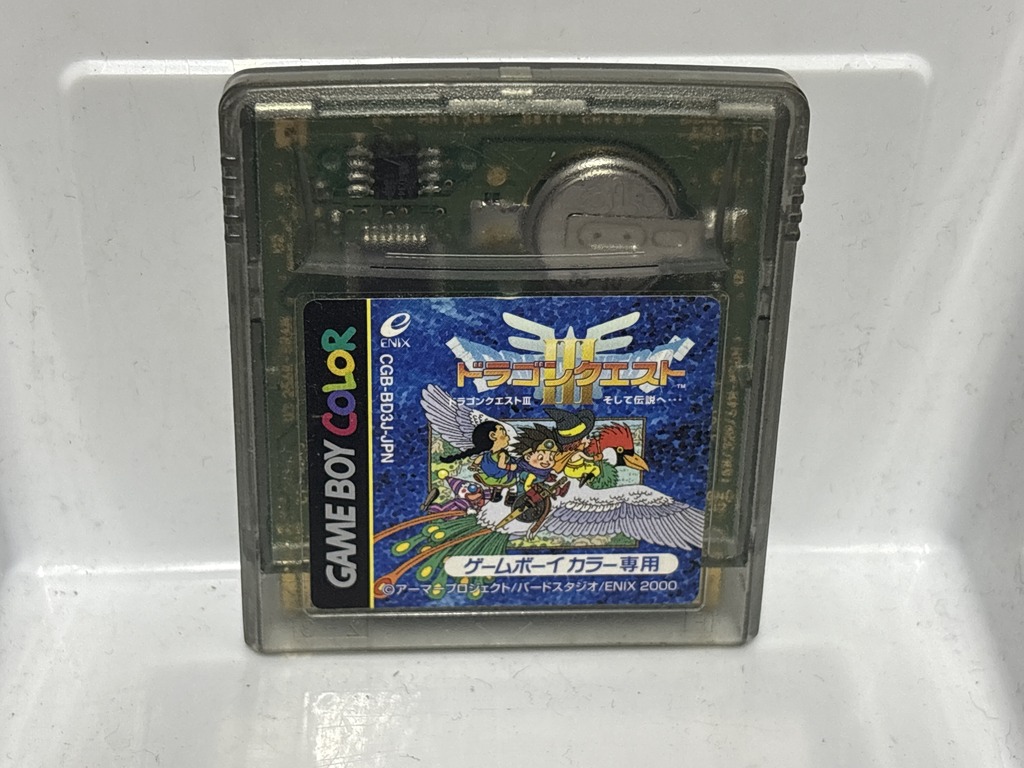 GAME BOY COLOR
ENIX
CGB-BD3J-JPN
III
ドラゴンクエスト
TM
ドラゴンクエストIII そして伝説へ…
ゲームボーイカラー専用
©アーマープロジェクト/バードスタジオ/ENIX 2000